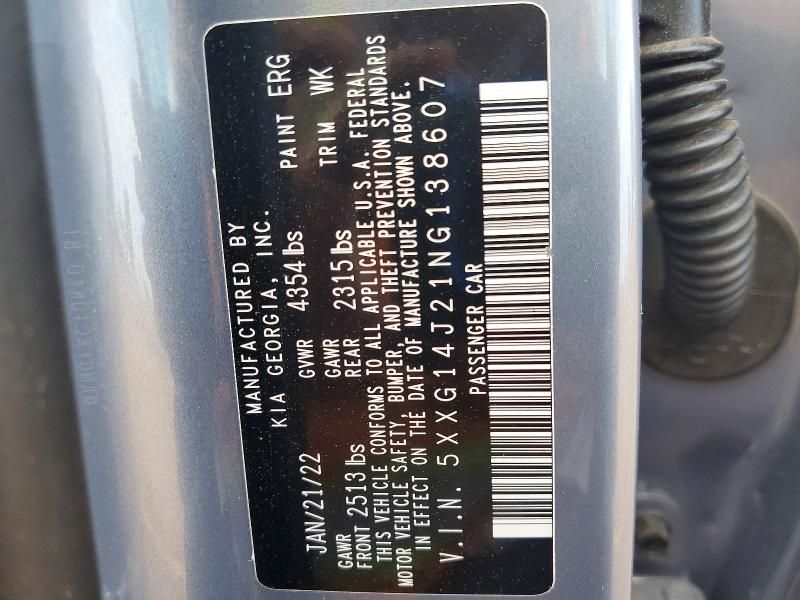 MANUFACTURED BY
KIA GEORGIA, INC.
JAN/21/22 GVWR 4354 lbs PAINT ERG
GAWR GAWR TRIM WK
FRONT 2513 lbs REAR 2315 lbs
THIS VEHICLE CONFORMS TO ALL APPLICABLE U.S.A. FEDERAL
MOTOR VEHICLE SAFETY, BUMPER, AND THEFT PREVENTION STANDARDS
IN EFFECT ON THE DATE OF MANUFACTURE SHOWN ABOVE.
V.I.N. 5XXG14J21NG138607
PASSENGER CAR